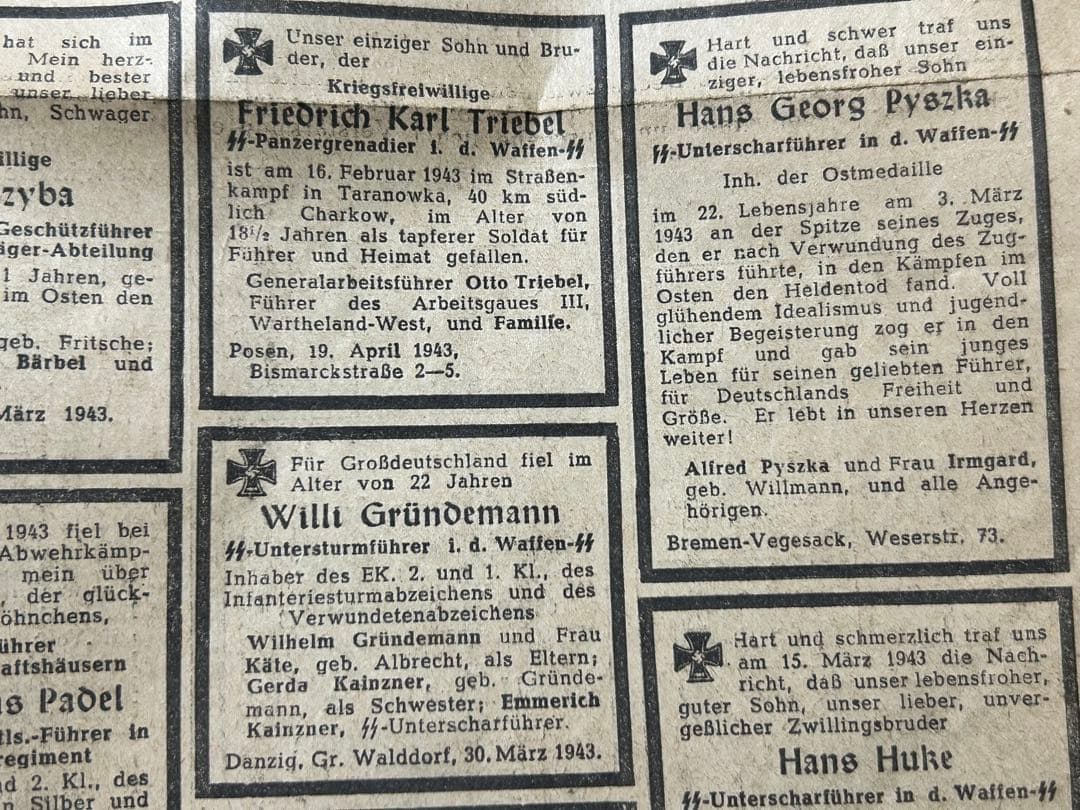 hat sich im
Mein herz-
und bester
unser lieber
hn, Schwager
illige
zyba
Geschützführer
äger-Abteilung
1 Jahren, ge-
im Osten den
geb. Fritsche;
Bärbel und
März 1943.
1943 fiel bei
Abwehrkämp-
mein über
, der glück-
öhnchens,
ührer
aftshäusern
s Padel
tls.-Führer in
regiment
nd 2. Kl., des
n Silber und
Unser einziger Sohn und Bru-
der, der
Kriegsfreiwillige
Friedrich Karl Triebel
ᛋᛋ-Panzergrenadier i. d. Waffen-ᛋᛋ
ist am 16. Februar 1943 im Straßen-
kampf in Taranowka, 40 km süd-
lich Charkow, im Alter von
18½ Jahren als tapferer Soldat für
Führer und Heimat gefallen.
Generalarbeitsführer Otto Triebel,
Führer des Arbeitsgaues III,
Wartheland-West, und Familie.
Posen, 19. April 1943,
Bismarckstraße 2—5.
Für Großdeutschland fiel im
Alter von 22 Jahren
Willi Gründemann
ᛋᛋ-Untersturmführer i. d. Waffen-ᛋᛋ
Inhaber des EK. 2. und 1. Kl., des
Infanteriesturmabzeichens und des
Verwundetenabzeichens
Wilhelm Gründemann und Frau
Käte, geb. Albrecht, als Eltern;
Gerda Kainzner, geb. Gründe-
mann, als Schwester; Emmerich
Kainzner, ᛋᛋ-Unterscharführer.
Danzig, Gr. Walddorf, 30. März 1943.
Hart und schwer traf uns
die Nachricht, daß unser ein-
ziger, lebensfroher Sohn
Hans Georg Pyszka
ᛋᛋ-Unterscharführer in d. Waffen-ᛋᛋ
Inh. der Ostmedaille
im 22. Lebensjahre am 3. März
1943 an der Spitze seines Zuges,
den er nach Verwundung des Zug-
führers führte, in den Kämpfen im
Osten den Heldentod fand. Voll
glühendem Idealismus und jugend-
licher Begeisterung zog er in den
Kampf und gab sein junges
Leben für seinen geliebten Führer,
für Deutschlands Freiheit und
Größe. Er lebt in unseren Herzen
weiter!
Alfred Pyszka und Frau Irmgard,
geb. Willmann, und alle Ange-
hörigen.
Bremen-Vegesack, Weserstr. 73.
Hart und schmerzlich traf uns
am 15. März 1943 die Nach-
richt, daß unser lebensfroher,
guter Sohn, unser lieber, unver-
geßlicher Zwillingsbruder
Hans Huke
ᛋᛋ-Unterscharführer in d. Waffen-ᛋᛋ